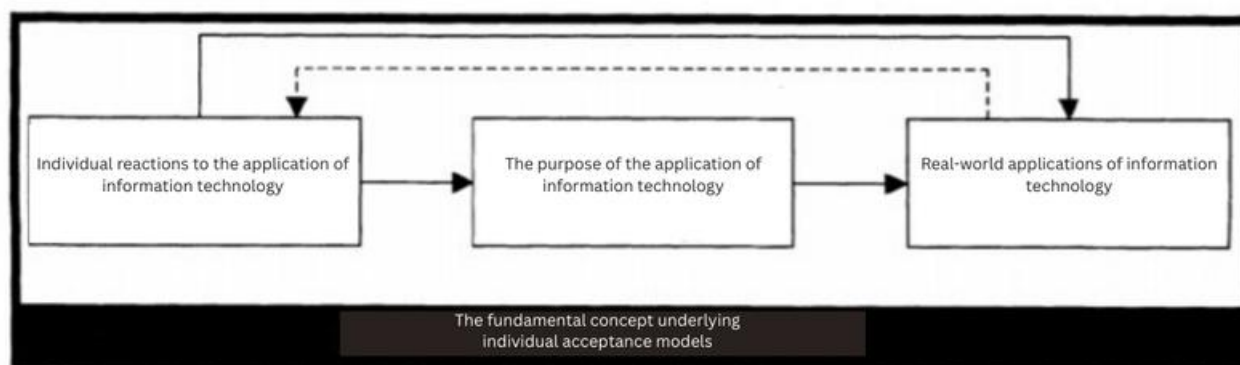 Individual reactions to the application of
information technology
The purpose of the application of
information technology
Real-world applications of information
technology
The fundamental concept underlying
individual acceptance models